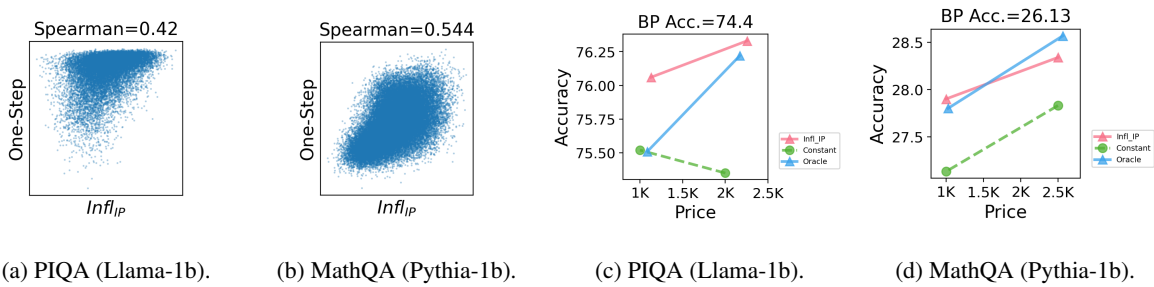 Spearman=0.42
One-Step
Infl_IP
(a) PIQA (Llama-1b).
Spearman=0.544
One-Step
Infl_IP
(b) MathQA (Pythia-1b).
BP Acc.=74.4
Accuracy
76.25
76.00
75.75
75.50
1K 1.5K 2K 2.5K
Price
Infl_IP
Constant
Oracle
(c) PIQA (Llama-1b).
BP Acc.=26.13
Accuracy
28.5
28.0
27.5
1K 1.5K 2K 2.5K
Price
Infl_IP
Constant
Oracle
(d) MathQA (Pythia-1b).